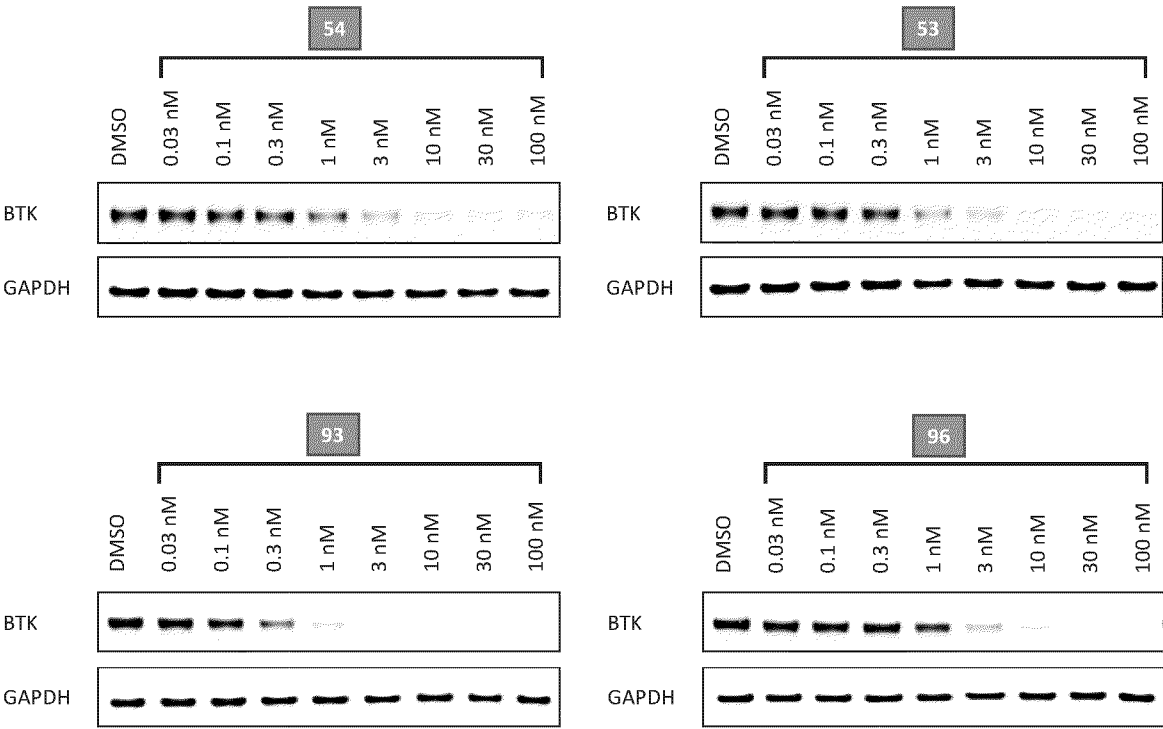 54
DMSO
0.03 nM
0.1 nM
0.3 nM
1 nM
3 nM
10 nM
30 nM
100 nM
BTK
GAPDH
53
DMSO
0.03 nM
0.1 nM
0.3 nM
1 nM
3 nM
10 nM
30 nM
100 nM
BTK
GAPDH
93
DMSO
0.03 nM
0.1 nM
0.3 nM
1 nM
3 nM
10 nM
30 nM
100 nM
BTK
GAPDH
96
DMSO
0.03 nM
0.1 nM
0.3 nM
1 nM
3 nM
10 nM
30 nM
100 nM
BTK
GAPDH